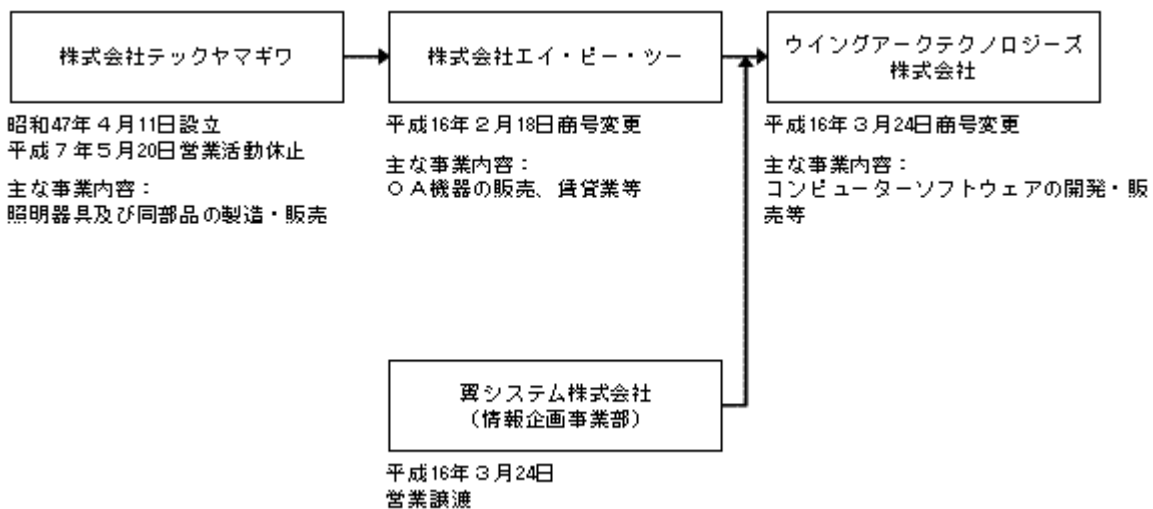 株式会社テックヤマギワ
昭和47年４月11日設立
平成７年５月20日営業活動休止
主な事業内容：
照明器具及び同部品の製造・販売
株式会社エイ・ピー・ツー
平成16年２月18日商号変更
主な事業内容：
ＯＡ機器の販売、賃貸業等
ウイングアークテクノロジーズ
株式会社
平成16年３月24日商号変更
主な事業内容：
コンピューターソフトウェアの開発・販
売等
翼システム株式会社
（情報企画事業部）
平成16年３月24日
営業譲渡